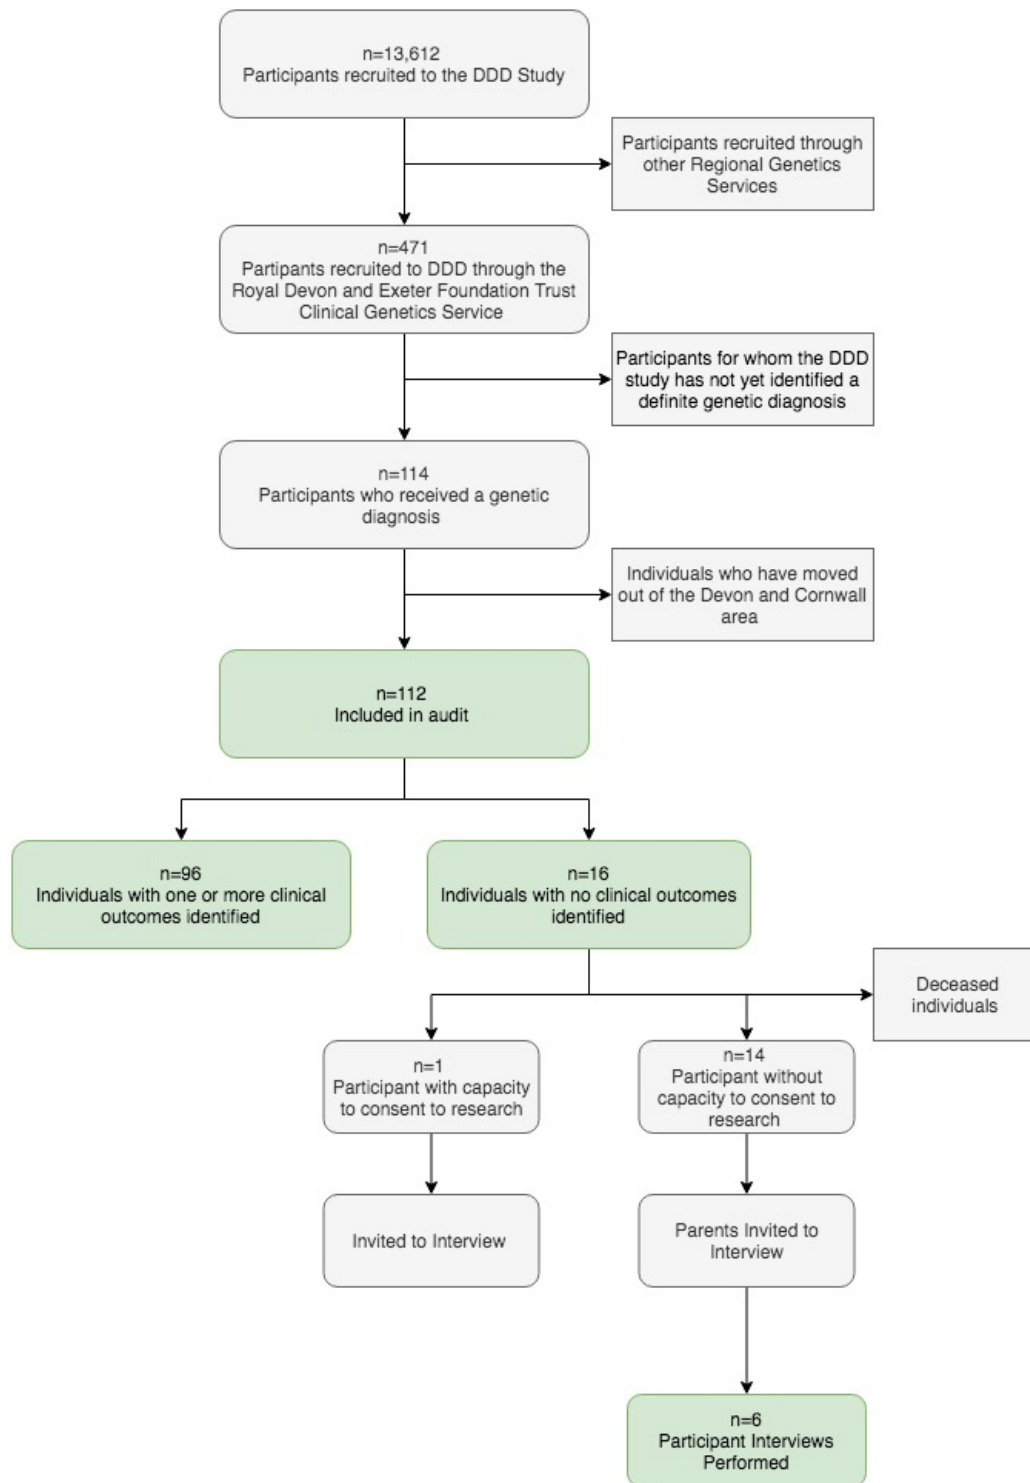 n=13,612
Participants recruited to the DDD Study
Participants recruited through
other Regional Genetics
Services
n=471
Partipants recruited to DDD through the
Royal Devon and Exeter Foundation Trust
Clinical Genetics Service
Participants for whom the DDD
study has not yet identified a
definite genetic diagnosis
n=114
Participants who received a genetic
diagnosis
Individuals who have moved
out of the Devon and Cornwall
area
n=112
Included in audit
n=96
Individuals with one or more clinical
outcomes identified
n=16
Individuals with no clinical outcomes
identified
Deceased
individuals
n=1
Participant with capacity
to consent to research
n=14
Participant without
capacity to consent to
research
Invited to Interview
Parents Invited to
Interview
n=6
Participant Interviews
Performed